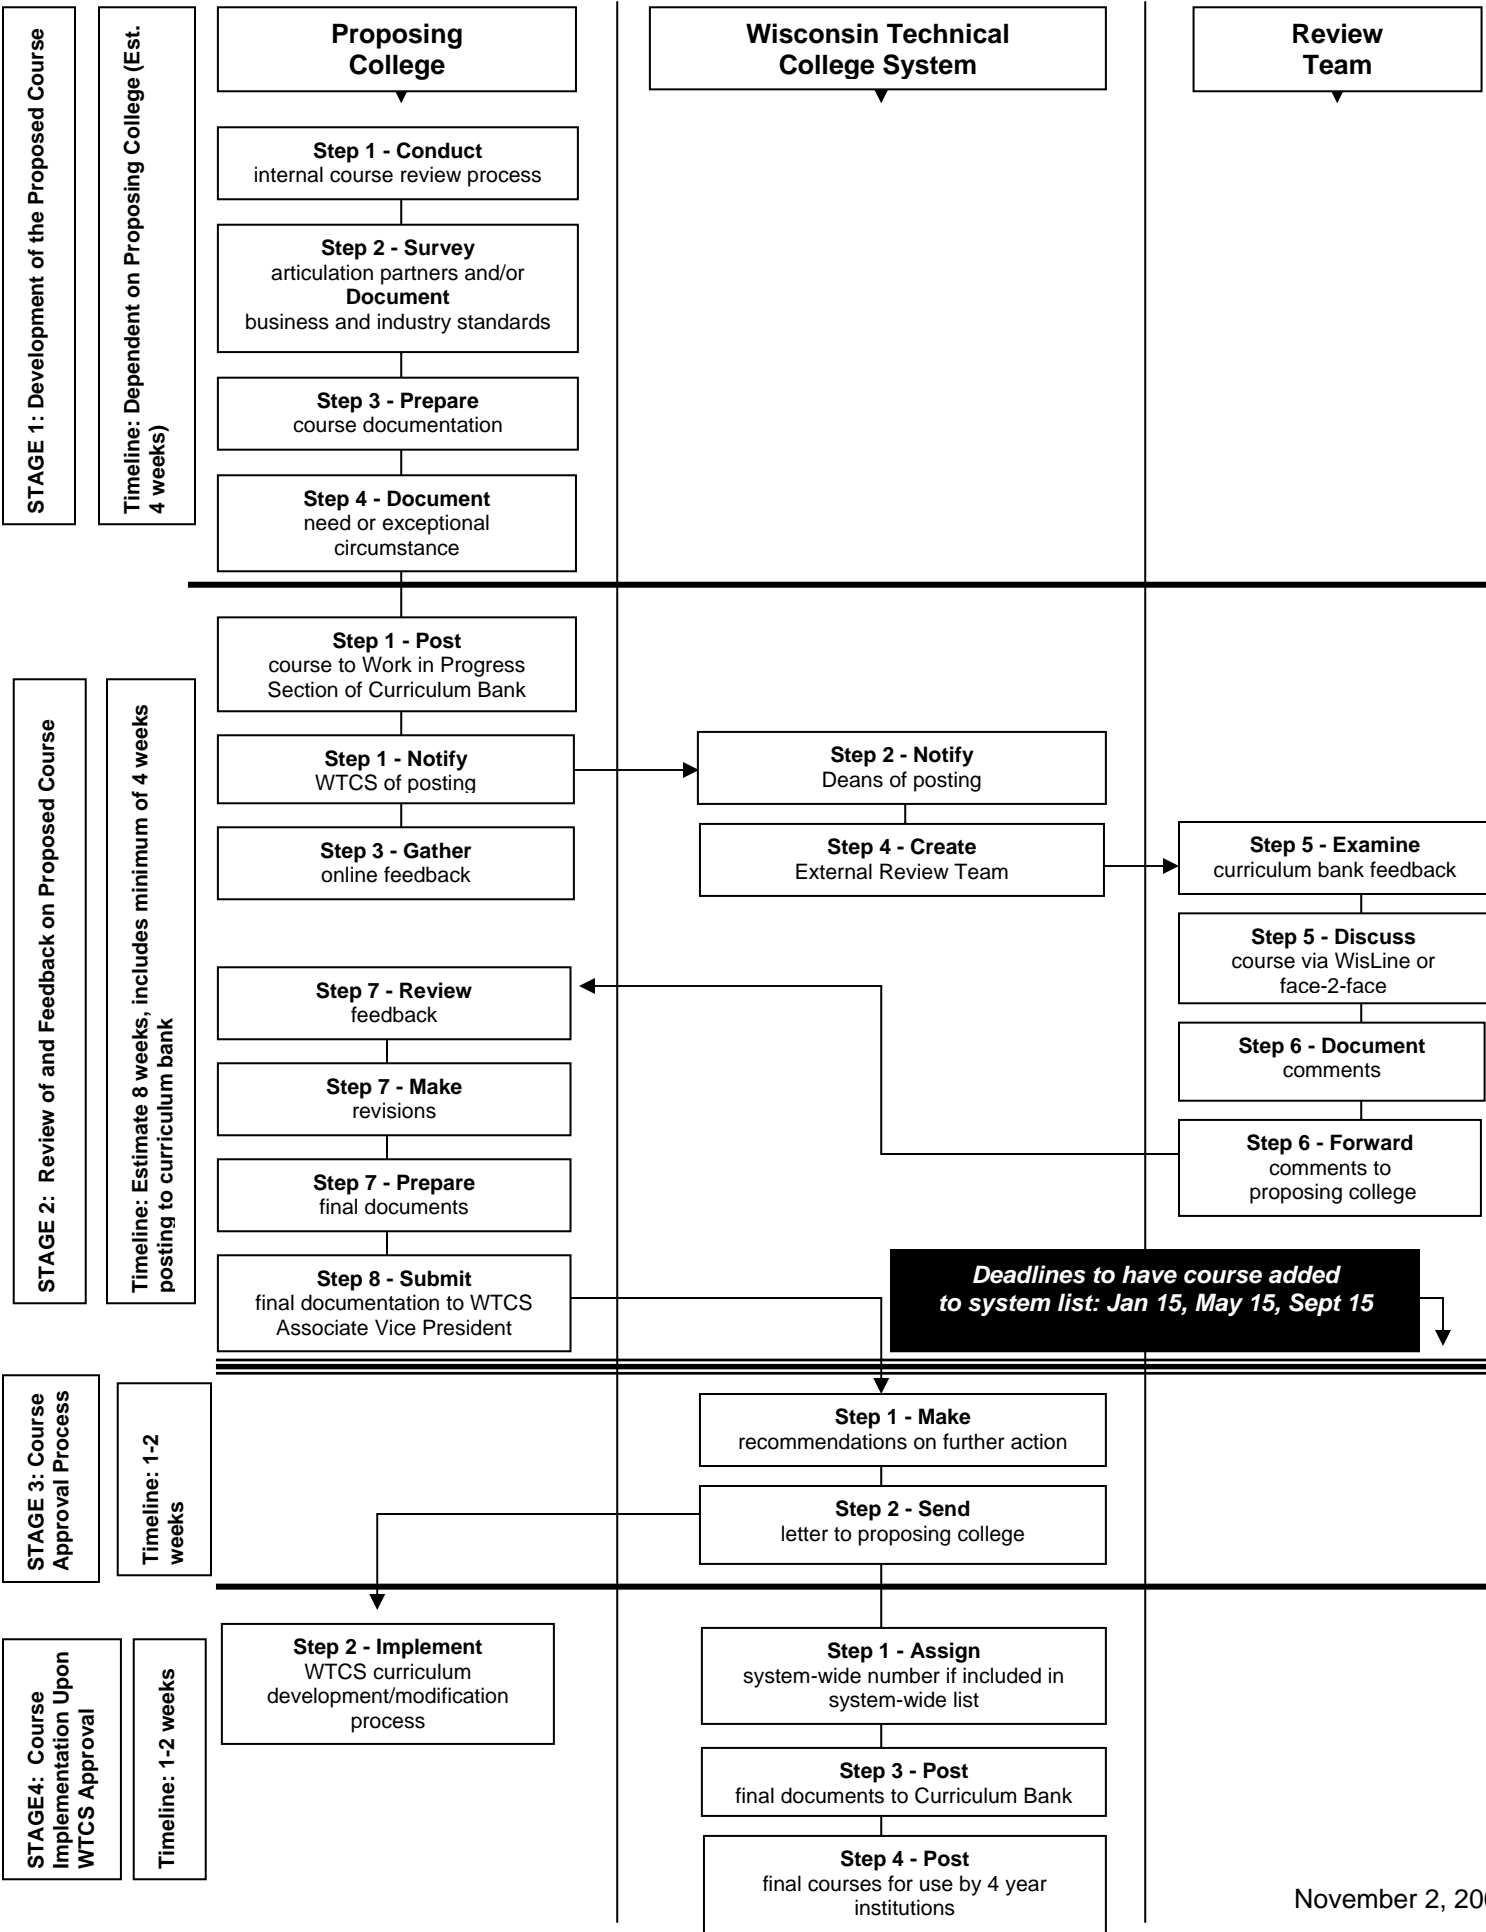 Proposing
College
Wisconsin Technical
College System
Review
Team
STAGE 1: Development of the Proposed Course
Timeline: Dependent on Proposing College (Est.
4 weeks)
Step 1 - Conduct
internal course review process
Step 2 - Survey
articulation partners and/or
Document
business and industry standards
Step 3 - Prepare
course documentation
Step 4 - Document
need or exceptional
circumstance
STAGE 2: Review of and Feedback on Proposed Course
Timeline: Estimate 8 weeks, includes minimum of 4 weeks
posting to curriculum bank
Step 1 - Post
course to Work in Progress
Section of Curriculum Bank
Step 1 - Notify
WTCS of posting
Step 2 - Notify
Deans of posting
Step 3 - Gather
online feedback
Step 4 - Create
External Review Team
Step 5 - Examine
curriculum bank feedback
Step 5 - Discuss
course via WisLine or
face-2-face
Step 6 - Document
comments
Step 6 - Forward
comments to
proposing college
Step 7 - Review
feedback
Step 7 - Make
revisions
Step 7 - Prepare
final documents
Step 8 - Submit
final documentation to WTCS
Associate Vice President
Deadlines to have course added
to system list: Jan 15, May 15, Sept 15
STAGE 3: Course
Approval Process
Timeline: 1-2
weeks
Step 1 - Make
recommendations on further action
Step 2 - Send
letter to proposing college
STAGE4: Course
Implementation Upon
WTCS Approval
Timeline: 1-2 weeks
Step 2 - Implement
WTCS curriculum
development/modification
process
Step 1 - Assign
system-wide number if included in
system-wide list
Step 3 - Post
final documents to Curriculum Bank
Step 4 - Post
final courses for use by 4 year
institutions
November 2,